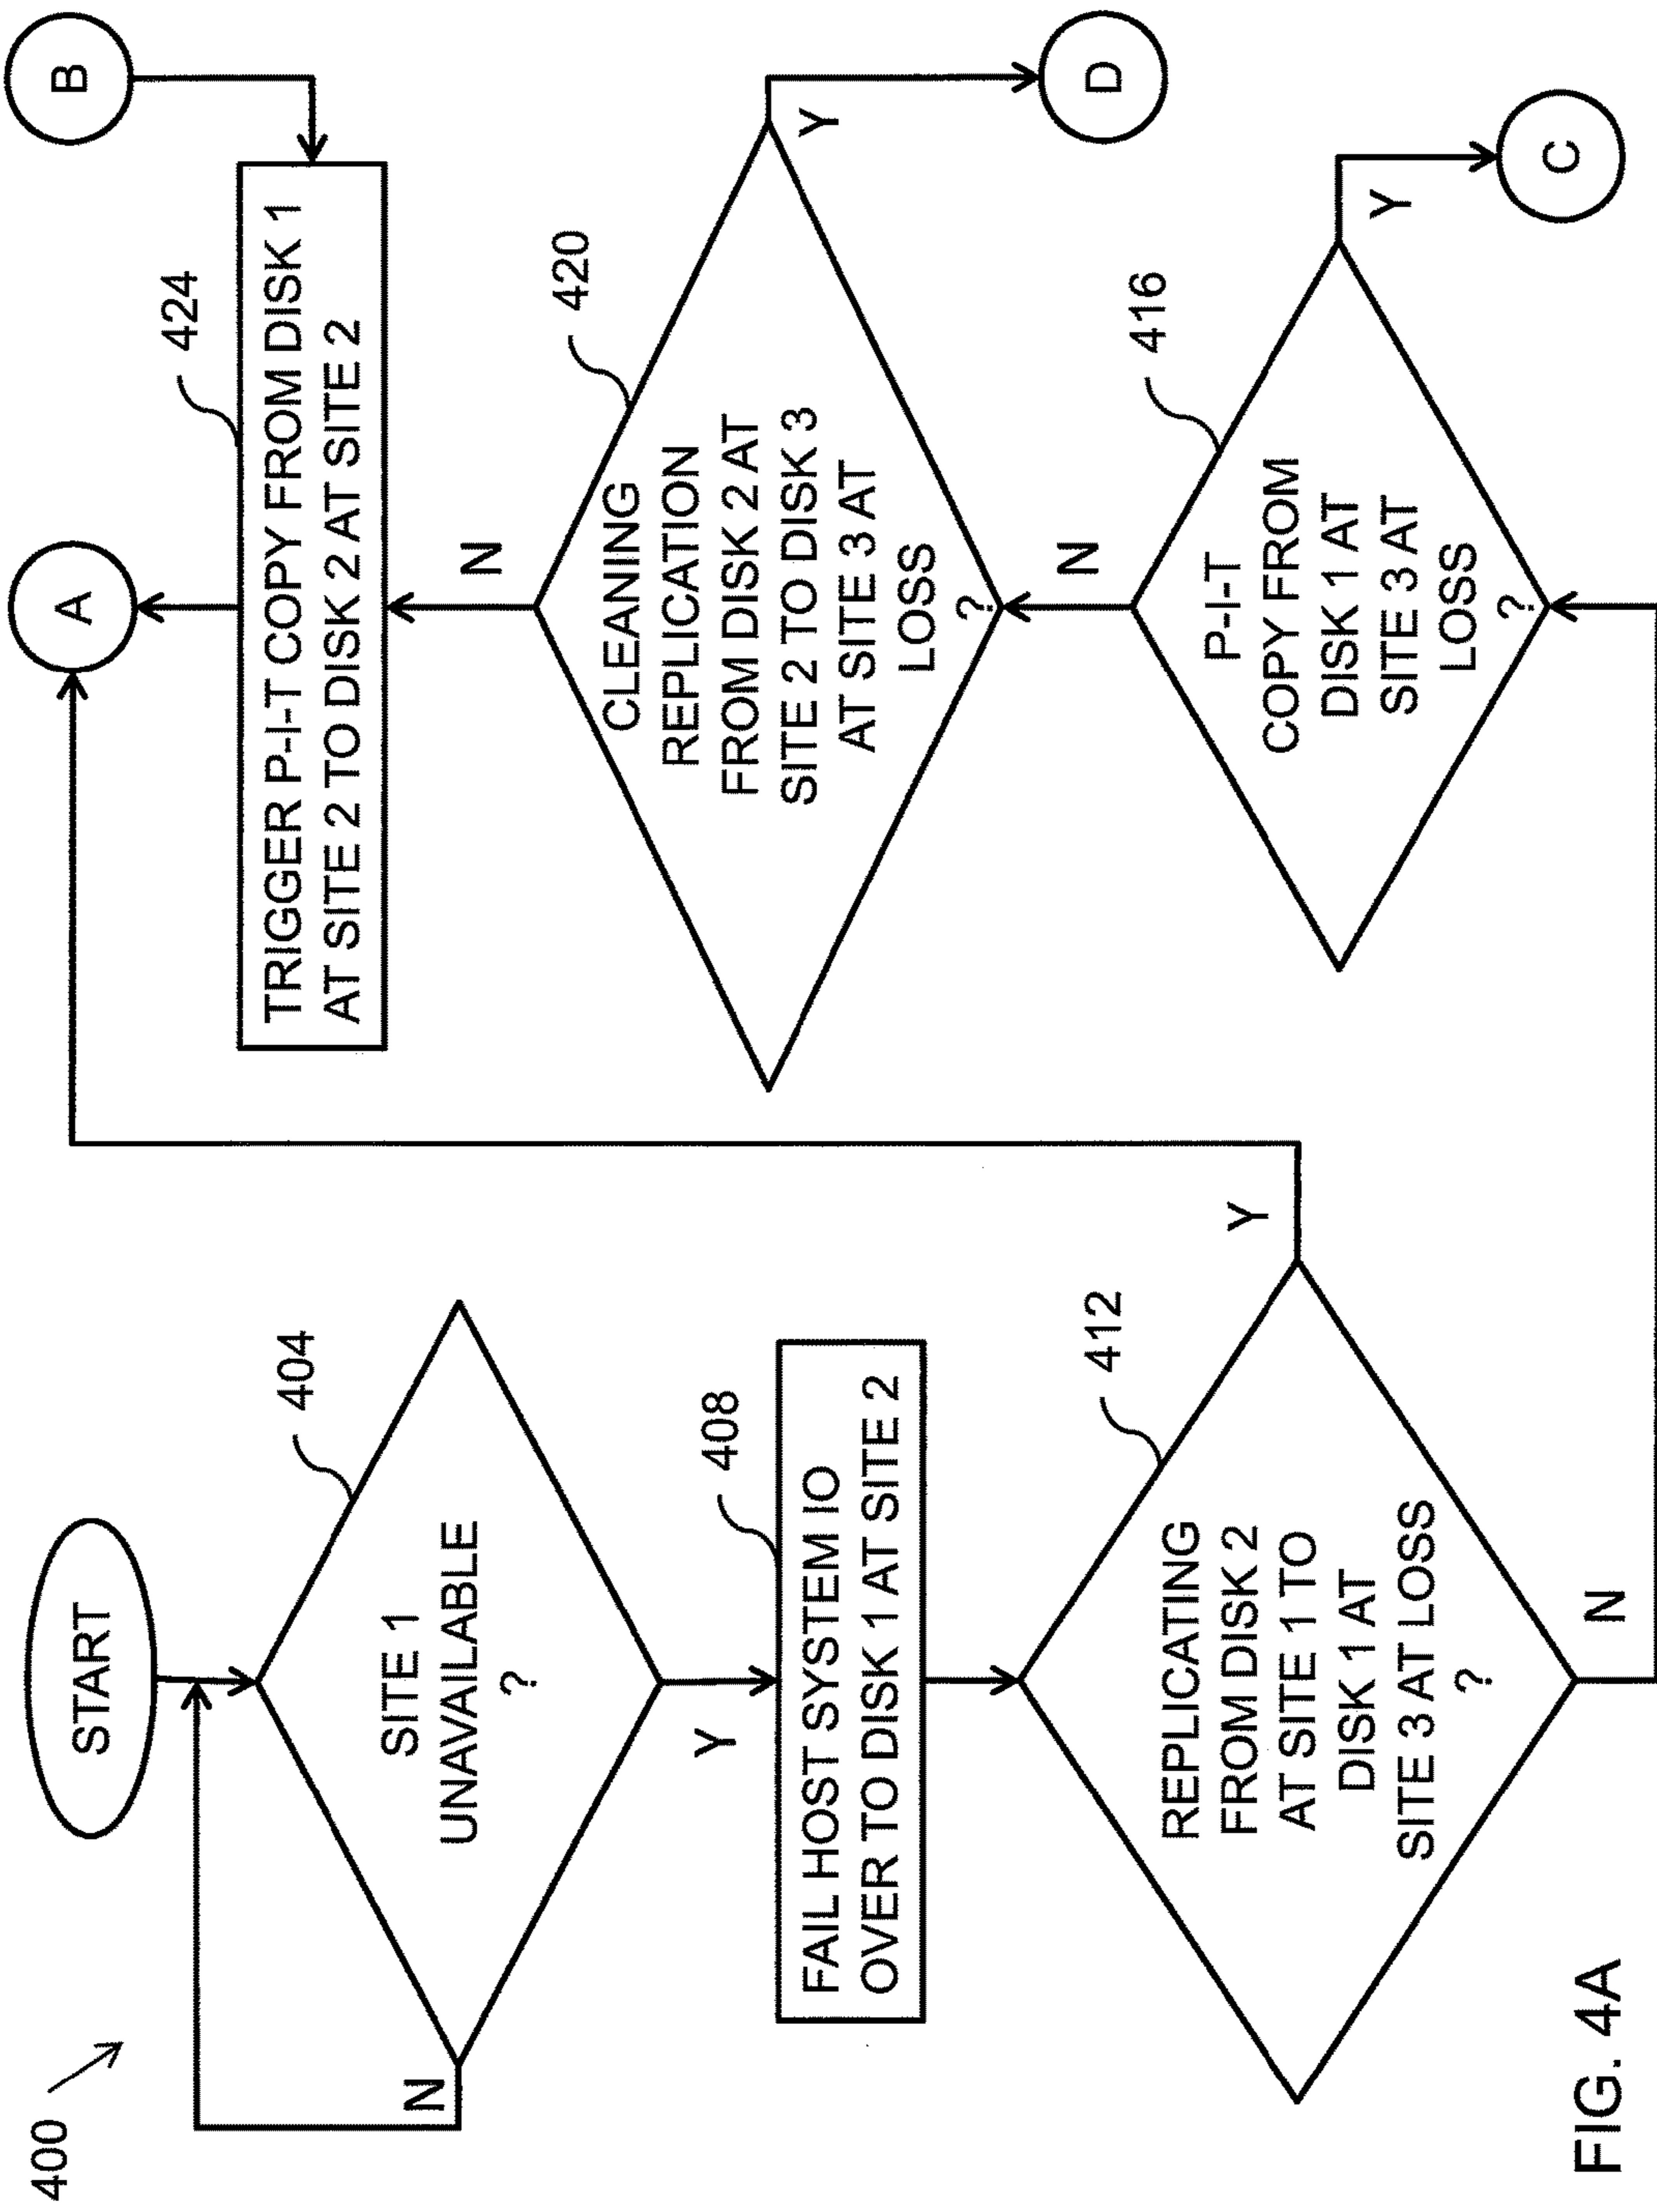 400
START
404
SITE 1
UNAVAILABLE
?
N
Y
408
FAIL HOST SYSTEM IO
OVER TO DISK 1 AT SITE 2
412
REPLICATING
FROM DISK 2
AT SITE 1 TO
DISK 1 AT
SITE 3 AT LOSS
?
Y
N
A
B
424
TRIGGER P-I-T COPY FROM DISK 1
AT SITE 2 TO DISK 2 AT SITE 2
N
420
CLEANING
REPLICATION
FROM DISK 2 AT
SITE 2 TO DISK 3
AT SITE 3 AT
LOSS
?
Y
D
N
416
P-I-T
COPY FROM
DISK 1 AT
SITE 3 AT
LOSS
?
Y
C
FIG. 4A